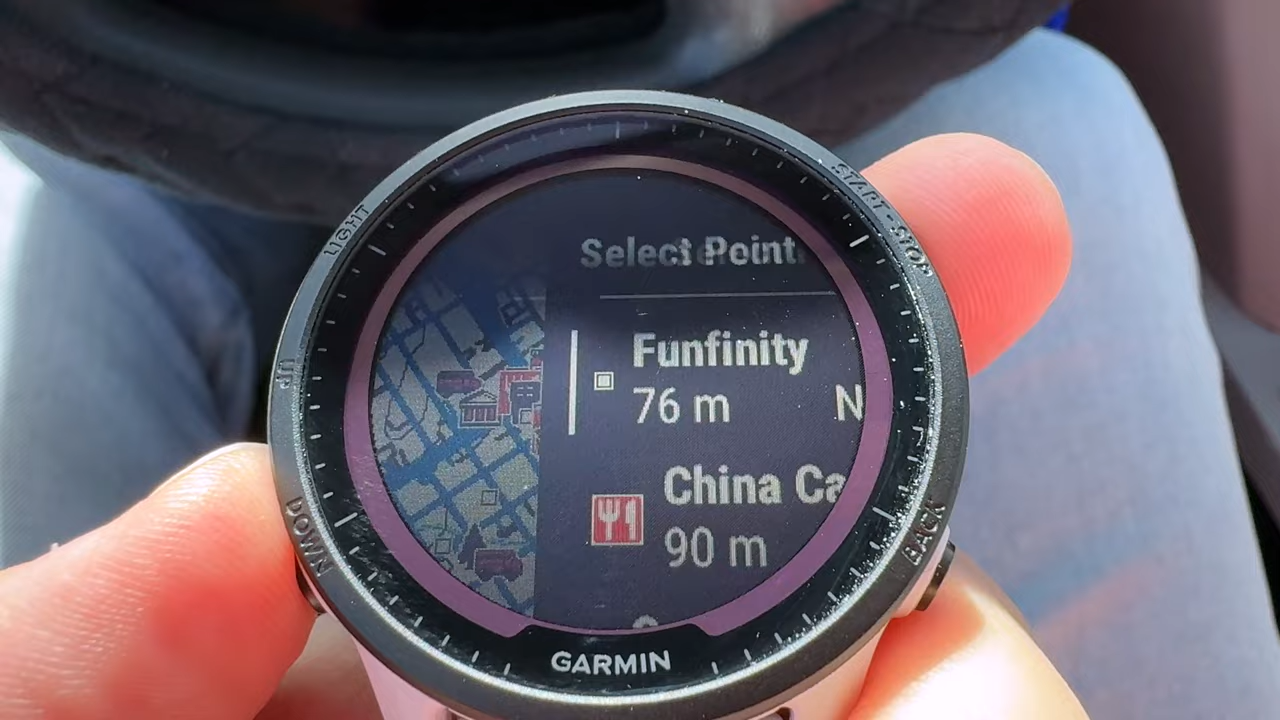 LIGHT
START·STOP
UP
DOWN
BACK
Select Point
Funfinity
76 m N
China Ca
90 m
GARMIN